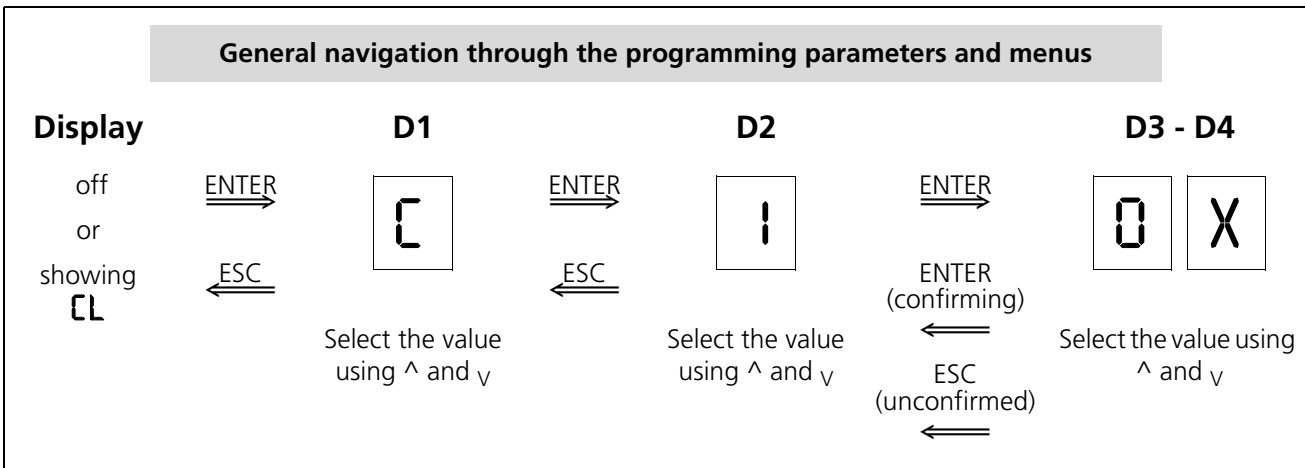 General navigation through the programming parameters and menus
Display D1 D2 D3 - D4
off
or
showing
CL
ENTER
ESC
C
Select the value
using ^ and v
ENTER
ESC
1
Select the value
using ^ and v
ENTER
ENTER
(confirming)
ESC
(unconfirmed)
0 X
Select the value using
^ and v